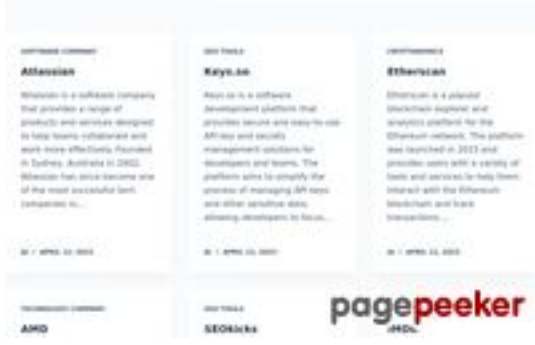 SOFTWARE COMPANY
Atlassian
Atlassian is a software company
that provides a range of
products and services designed
to help teams collaborate and
work more effectively. Founded
in Sydney, Australia in 2002,
Atlassian has since become one
of the most successful tech
companies in...
APRIL 13, 2023
SEO TOOLS
Keys.so
Keys.so is a software
development platform that
provides secure and easy-to-use
API key and secrets
management solutions for
developers and teams. The
platform aims to simplify the
process of managing API keys
and other sensitive data,
allowing developers to focus...
APRIL 13, 2023
Etherscan
Etherscan is a popular
blockchain explorer and
analytics platform for the
Ethereum network. The platform
was launched in 2015 and
provides users with a variety of
tools and services to help them
interact with the Ethereum
blockchain and track
transactions...
APRIL 13, 2023
TECHNOLOGY COMPANY
AMD
SEO TOOLS
SEOkicks
pagepeeker